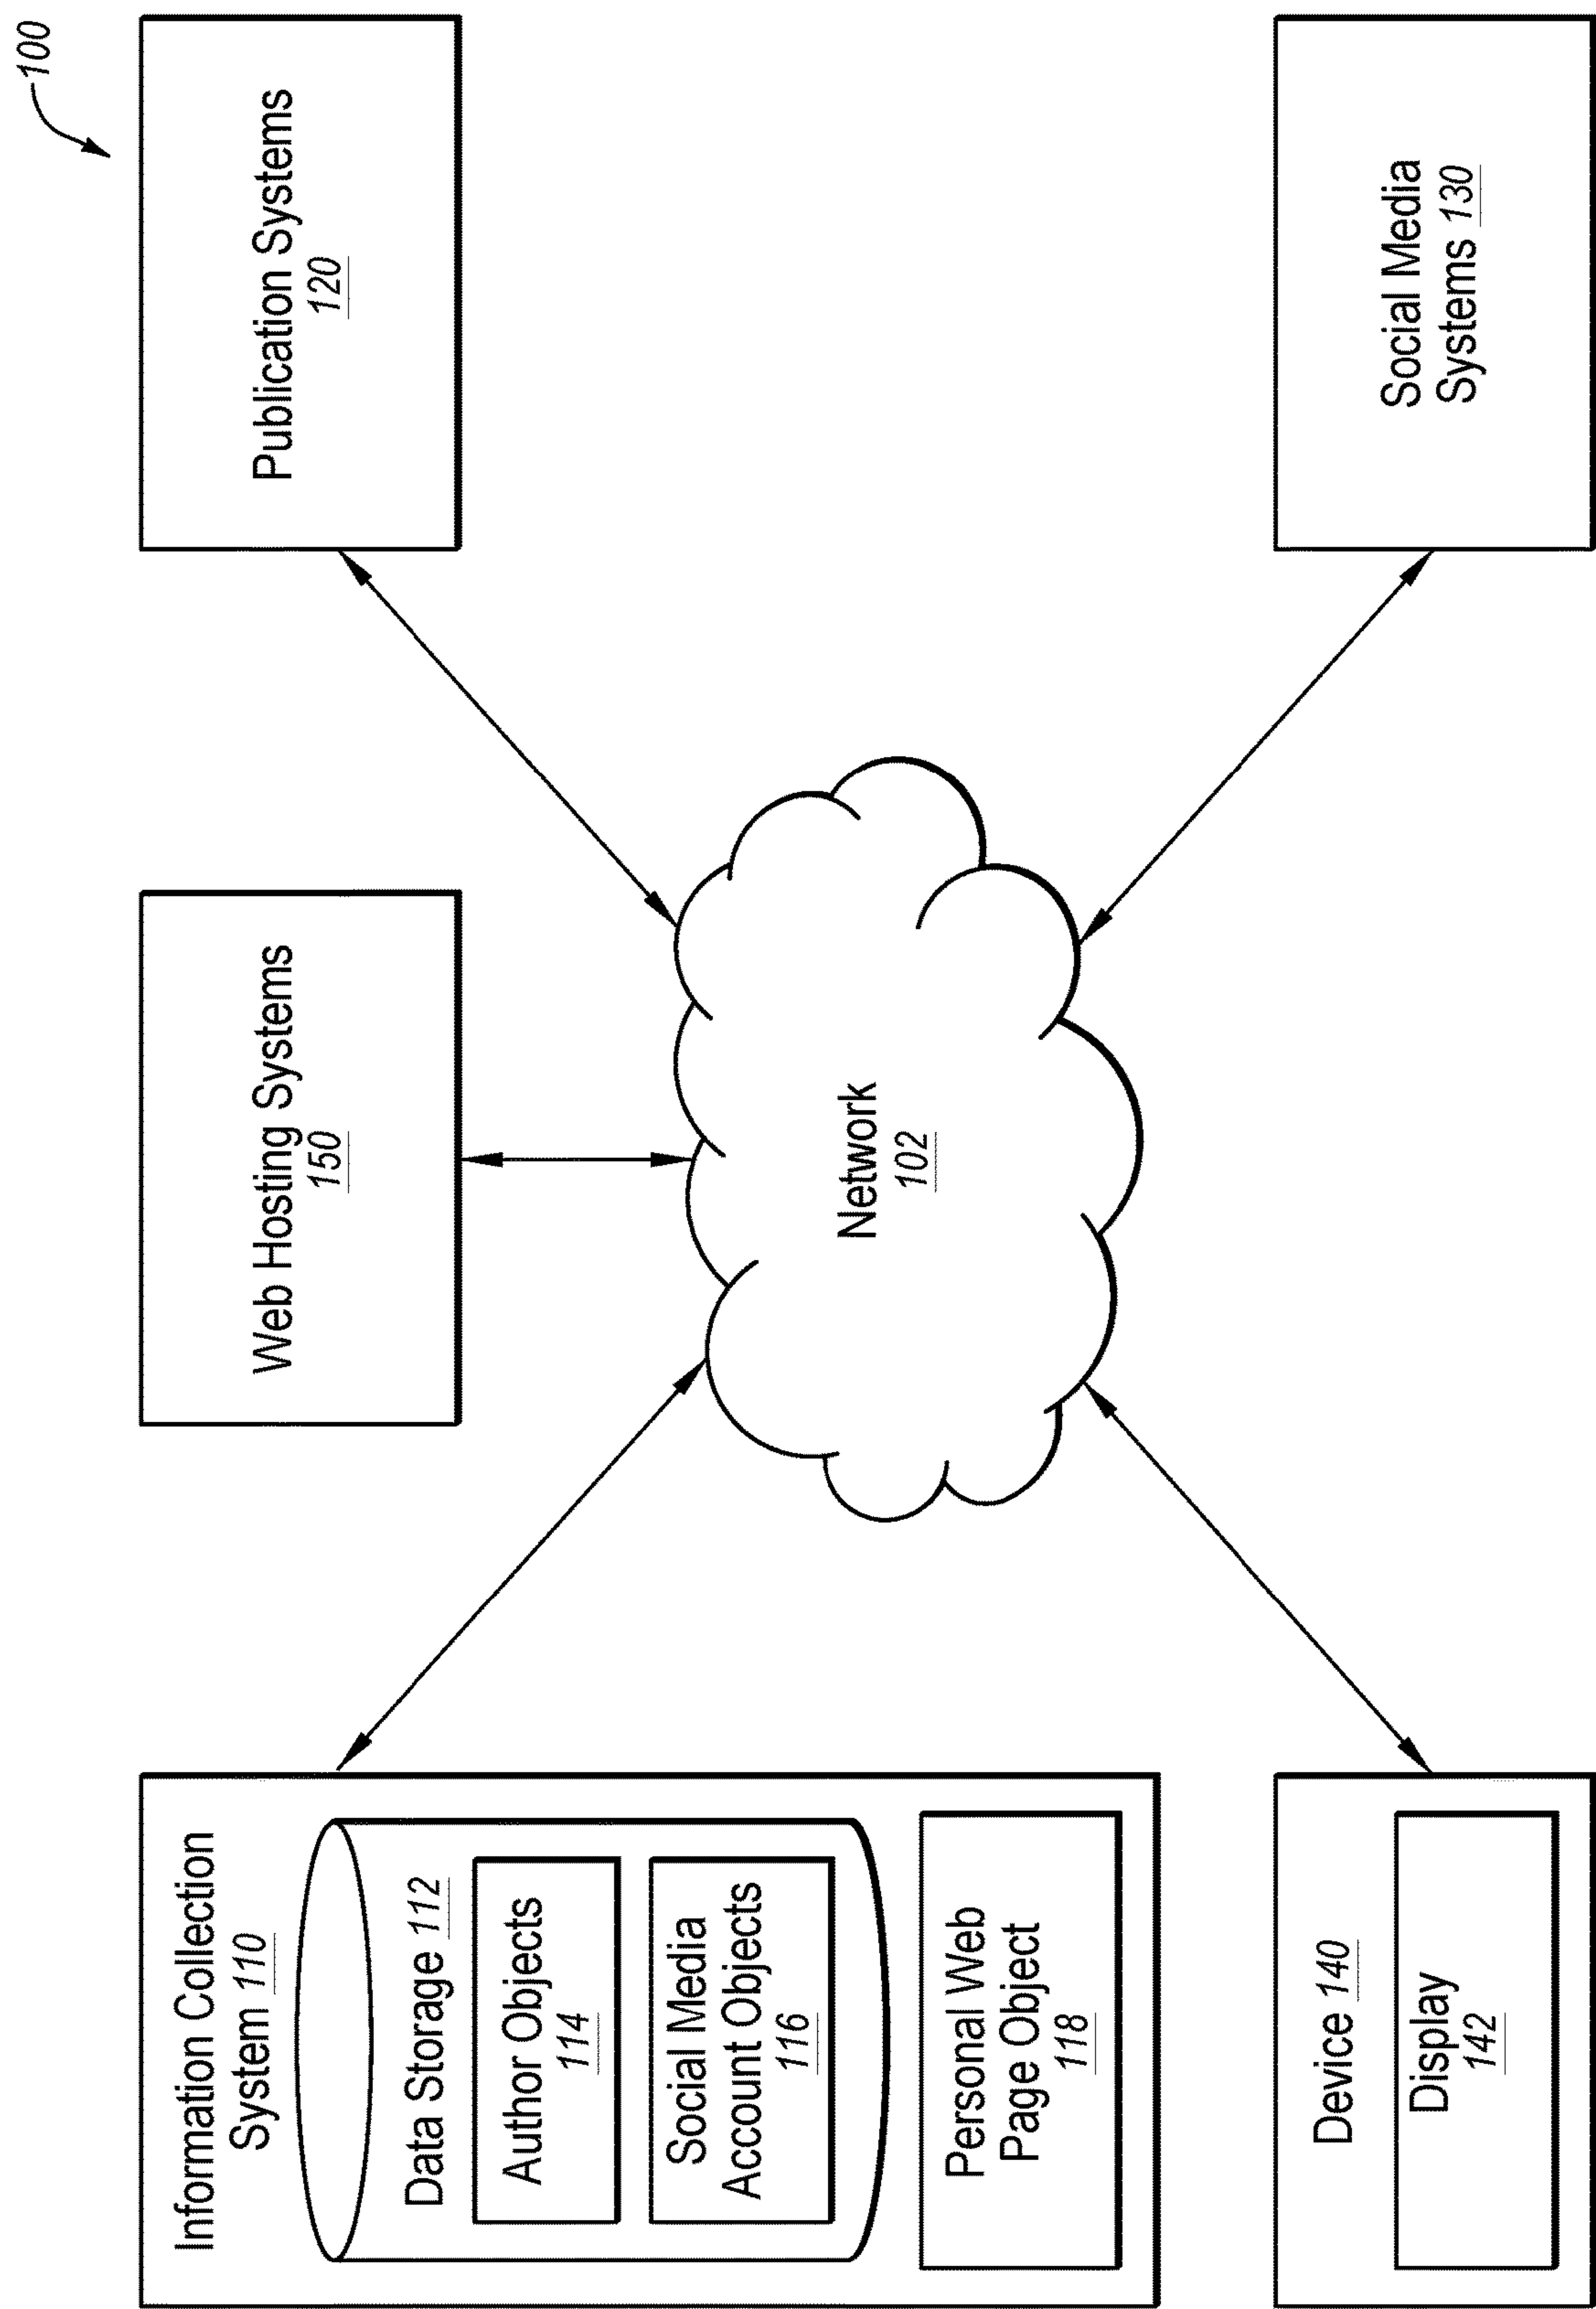 100
Information Collection
System 110
Data Storage 112
Author Objects
114
Social Media
Account Objects
116
Personal Web
Page Object
118
Web Hosting Systems
150
Publication Systems
120
Network
102
Device 140
Display
142
Social Media
Systems 130